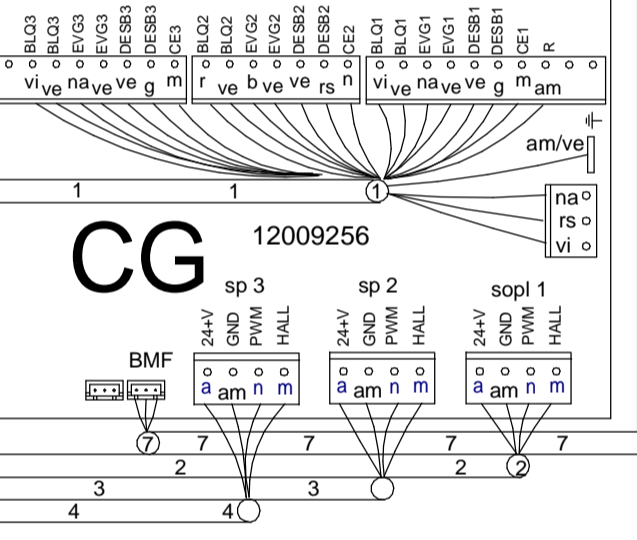 BLQ3 BLQ3 EVG3 EVG3 DESB3 DESB3 CE3 BLQ2 BLQ2 EVG2 EVG2 DESB2 DESB2 CE2 BLQ1 BLQ1 EVG1 EVG1 DESB1 DESB1 CE1 R
vi ve na ve ve g m r ve b ve ve rs n vi ve na ve ve g m am
am/ve
1 1 1
na
rs
vi
CG
12009256
sp 3 sp 2 sopl 1
24+V GND PWM HALL 24+V GND PWM HALL 24+V GND PWM HALL
BMF
a am n m a am n m a am n m
7 7 7 7 7
2 2 2
3 3
4 4